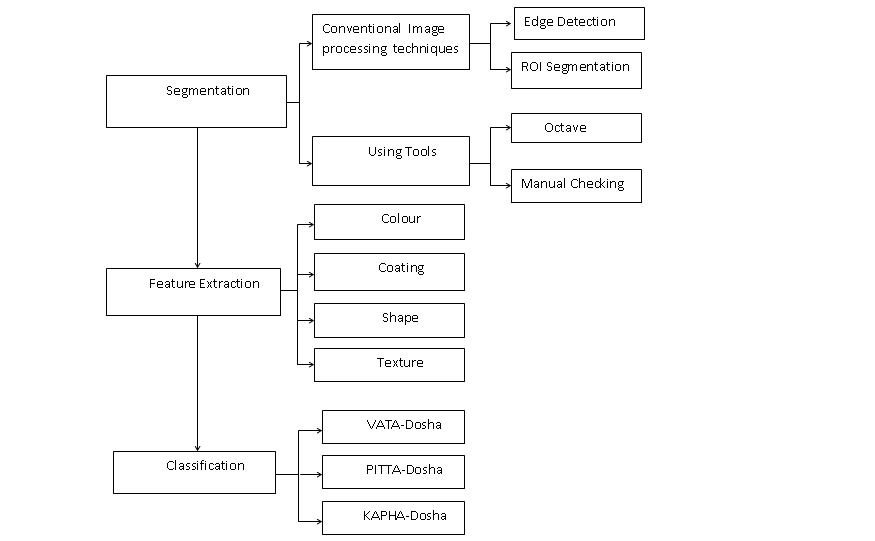 Segmentation
Conventional Image
processing techniques
Edge Detection
ROI Segmentation
Using Tools
Octave
Manual Checking
Feature Extraction
Colour
Coating
Shape
Texture
Classification
VATA-Dosha
PITTA-Dosha
KAPHA-Dosha